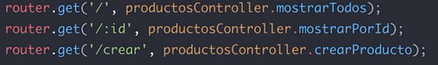 router.get('/', productosController.mostrarTodos);
router.get('/:id', productosController.mostrarPorId);
router.get('/crear', productosController.crearProducto);